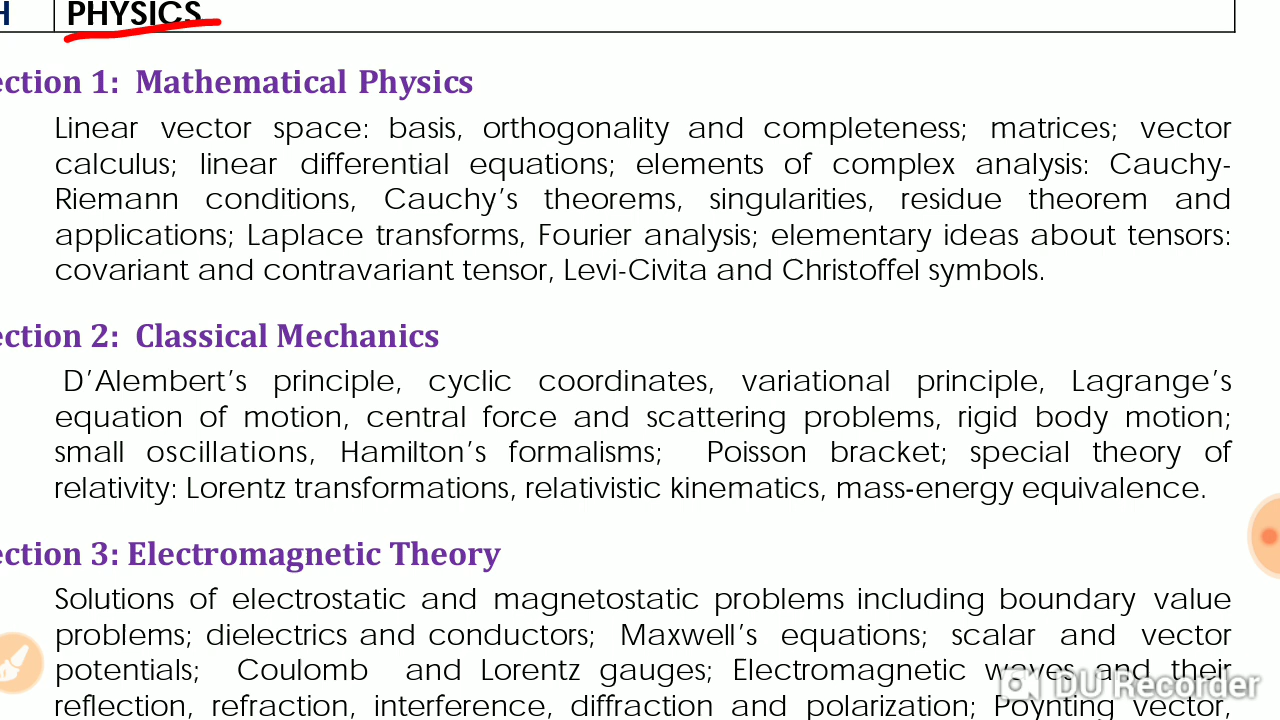 H PHYSICS
ection 1: Mathematical Physics
Linear vector space: basis, orthogonality and completeness; matrices; vector
calculus; linear differential equations; elements of complex analysis: Cauchy-
Riemann conditions, Cauchy's theorems, singularities, residue theorem and
applications; Laplace transforms, Fourier analysis; elementary ideas about tensors:
covariant and contravariant tensor, Levi-Civita and Christoffel symbols.
ection 2: Classical Mechanics
D'Alembert's principle, cyclic coordinates, variational principle, Lagrange's
equation of motion, central force and scattering problems, rigid body motion;
small oscillations, Hamilton's formalisms; Poisson bracket; special theory of
relativity: Lorentz transformations, relativistic kinematics, mass-energy equivalence.
ection 3: Electromagnetic Theory
Solutions of electrostatic and magnetostatic problems including boundary value
problems; dielectrics and conductors; Maxwell's equations; scalar and vector
potentials; Coulomb and Lorentz gauges; Electromagnetic waves and their
reflection, refraction, interference, diffraction and polarization; Poynting vector,
DU Recorder